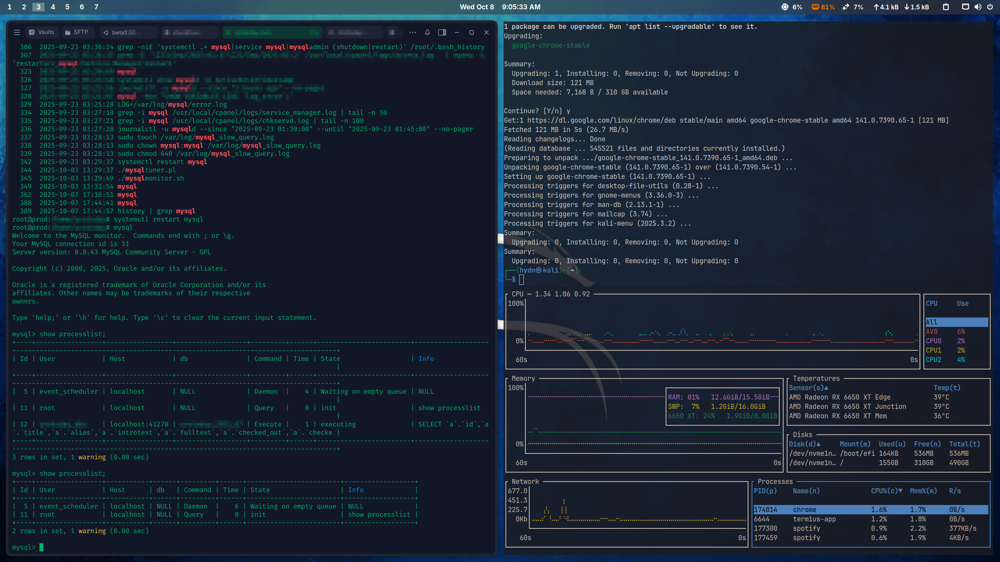 1 2 3 4 5 6 7
Wed Oct 8 9:05:33 AM
6% 81% 7% 4.1 kB 1.5 kB
Vaults SFTP beta2.
306 2025-09-23 03:36:24 grep -niE 'systemctl .* mysql|service mysql|mysqladmin (shutdown|restart)' /root/.bash_history
307
'restar mysql
323 mysql
326 mysql
327 mysql
328 mysql
329 2025-09-23 03:25:28 LOG=/var/log/mysql/error.log
334 2025-09-23 03:27:10 grep -i mysql /usr/local/cpanel/logs/service_manager.log | tail -n 50
335 2025-09-23 03:27:21 grep -i mysql /usr/local/cpanel/logs/chkservd.log | tail -n 100
336 2025-09-23 03:27:28 journalctl -u mysqld --since "2025-09-23 01:30:00" --until "2025-09-23 01:45:00" --no-pager
337 2025-09-23 03:28:13 sudo touch /var/log/mysql_slow_query.log
338 2025-09-23 03:28:13 sudo chown mysql:mysql /var/log/mysql_slow_query.log
339 2025-09-23 03:28:13 sudo chmod 640 /var/log/mysql_slow_query.log
342 2025-09-23 03:29:37 systemctl restart mysql
344 2025-10-03 13:29:37 ./mysqltuner.pl
345 2025-10-03 13:29:49 ./mysqlmonitor.sh
349 2025-10-03 13:31:54 mysql
362 2025-10-07 17:16:51 mysql
388 2025-10-07 17:44:41 mysql
389 2025-10-07 17:44:57 history | grep mysql
root@prod: # systemctl restart mysql
root@prod: # mysql
Welcome to the MySQL monitor.  Commands end with ; or \g.
Your MySQL connection id is 11
Server version: 8.0.43 MySQL Community Server - GPL
Copyright (c) 2000, 2025, Oracle and/or its affiliates.
Oracle is a registered trademark of Oracle Corporation and/or its
affiliates. Other names may be trademarks of their respective
owners.
Type 'help;' or '\h' for help. Type '\c' to clear the current input statement.
mysql> show processlist;
| Id | User | Host | db | Command | Time | State | Info
|
| 5 | event_scheduler | localhost | NULL | Daemon | 4 | Waiting on empty queue | NULL
|
| 11 | root | localhost | NULL | Query | 0 | init | show processlist
|
| 12 | | localhost:41270 | | Execute | 1 | executing | SELECT `a`.`id`,`a
`.`title`,`a`.`alias`,`a`.`introtext`,`a`.`fulltext`,`a`.`checked_out`,`a`.`checke |
3 rows in set, 1 warning (0.00 sec)
mysql> show processlist;
| Id | User | Host | db | Command | Time | State | Info |
| 5 | event_scheduler | localhost | NULL | Daemon | 6 | Waiting on empty queue | NULL |
| 11 | root | localhost | NULL | Query | 0 | init | show processlist |
2 rows in set, 1 warning (0.00 sec)
mysql>
1 package can be upgraded. Run 'apt list --upgradable' to see it.
Upgrading:
google-chrome-stable
Summary:
Upgrading: 1, Installing: 0, Removing: 0, Not Upgrading: 0
Download size: 121 MB
Space needed: 7,168 B / 310 GB available
Continue? [Y/n] y
Get:1 https://dl.google.com/linux/chrome/deb stable/main amd64 google-chrome-stable amd64 141.0.7390.65-1 [121 MB]
Fetched 121 MB in 5s (26.7 MB/s)
Reading changelogs... Done
(Reading database ... 545521 files and directories currently installed.)
Preparing to unpack .../google-chrome-stable_141.0.7390.65-1_amd64.deb ...
Unpacking google-chrome-stable (141.0.7390.65-1) over (141.0.7390.54-1) ...
Setting up google-chrome-stable (141.0.7390.65-1) ...
Processing triggers for desktop-file-utils (0.28-1) ...
Processing triggers for gnome-menus (3.36.0-3) ...
Processing triggers for man-db (2.13.1-1) ...
Processing triggers for mailcap (3.74) ...
Processing triggers for kali-menu (2025.3.2) ...
Summary:
Upgrading: 0, Installing: 0, Removing: 0, Not Upgrading: 0
Summary:
Upgrading: 0, Installing: 0, Removing: 0, Not Upgrading: 0
(hydn㉿kali)-[~]
$
CPU — 1.34 1.06 0.92
100%
0%
60s 0s
CPU Use
All
AVG 6%
CPU0 2%
CPU1 2%
CPU2 4%
Memory
100%
RAM: 81% 12.6GiB/15.5GiB
SWP: 7% 1.2GiB/16.0GiB
6650 XT: 24% 1.9GiB/8.0GiB
0%
60s 0s
Temperatures
Sensor(s)▲ Temp(t)
AMD Radeon RX 6650 XT Edge 39°C
AMD Radeon RX 6650 XT Junction 39°C
AMD Radeon RX 6650 XT Mem 36°C
Disks
Disk(d)▲ Mount(m) Used(u) Free(n) Total(t)
/dev/nvme1n… /boot/efi 164KB 536MB 536MB
/dev/nvme1n… / 155GB 310GB 490GB
Network
677.0
451.3
225.7
0Kb
60s 0s
Processes
PID(p) Name(n) CPU%(c)▼ Mem%(m) R/s
174814 chrome 1.6% 1.7% 0B/s
6644 termius-app 1.2% 1.8% 0B/s
177300 spotify 0.9% 2.2% 377KB/s
177459 spotify 0.6% 1.9% 4KB/s